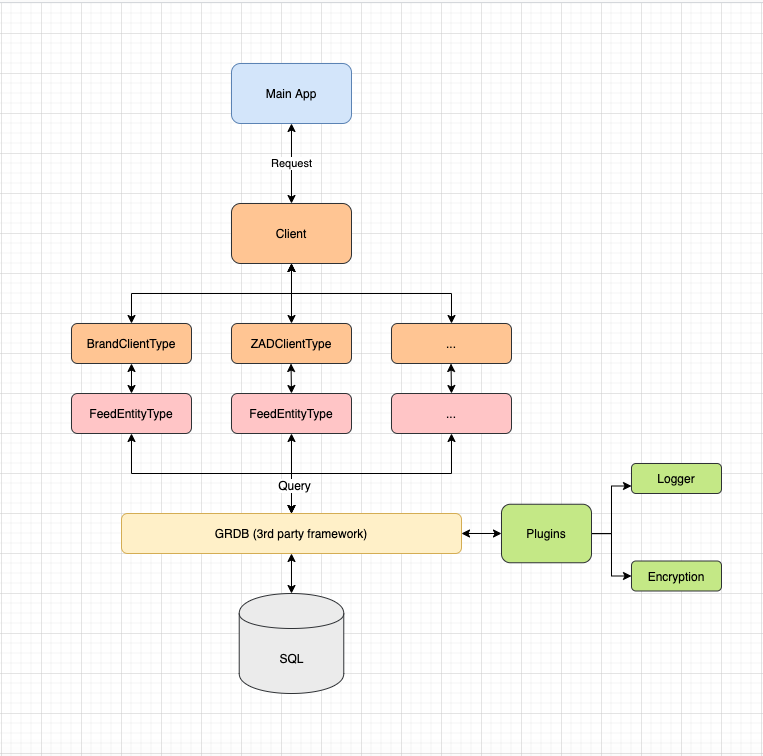 Main App
Request
Client
BrandClientType
ZADClientType
...
FeedEntityType
FeedEntityType
...
Query
GRDB (3rd party framework)
Plugins
Logger
Encryption
SQL